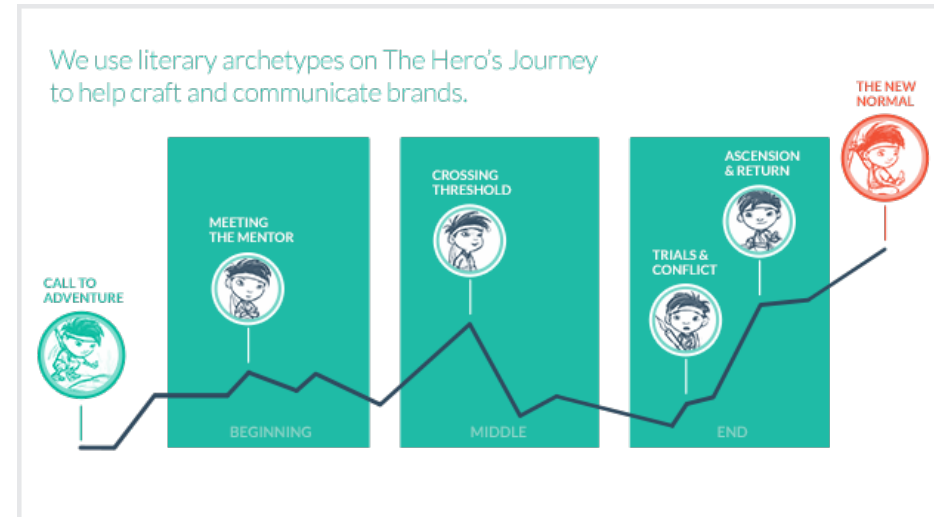 We use literary archetypes on The Hero's Journey
to help craft and communicate brands.
CALL TO
ADVENTURE
MEETING
THE MENTOR
BEGINNING
CROSSING
THRESHOLD
MIDDLE
TRIALS &
CONFLICT
ASCENSION
& RETURN
END
THE NEW
NORMAL